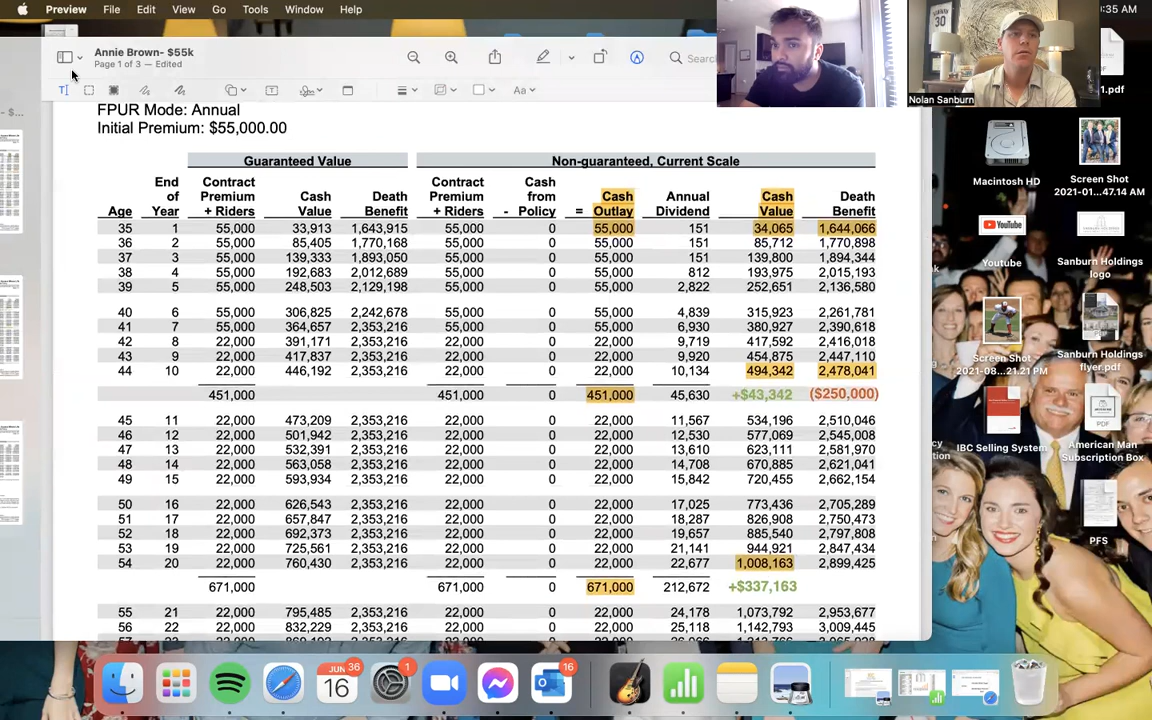 Preview File Edit View Go Tools Window Help
:35 AM
Annie Brown- $55k
Page 1 of 3 — Edited
Search
Aa
Nolan Sanburn
30
FPUR Mode: Annual
Initial Premium: $55,000.00
Guaranteed Value Non-guaranteed, Current Scale
End Contract Contract Cash Cash
of Premium Cash Death Premium from Cash Annual Cash Death
Age Year + Riders Value Benefit + Riders - Policy = Outlay Dividend Value Benefit
35 1 55,000 33,913 1,643,915 55,000 0 55,000 151 34,065 1,644,066
36 2 55,000 85,405 1,770,168 55,000 0 55,000 151 85,712 1,770,898
37 3 55,000 139,333 1,893,050 55,000 0 55,000 151 139,800 1,894,344
38 4 55,000 192,683 2,012,689 55,000 0 55,000 812 193,975 2,015,193
39 5 55,000 248,503 2,129,198 55,000 0 55,000 2,822 252,651 2,136,580
40 6 55,000 306,825 2,242,678 55,000 0 55,000 4,839 315,923 2,261,781
41 7 55,000 364,657 2,353,216 55,000 0 55,000 6,930 380,927 2,390,618
42 8 22,000 391,171 2,353,216 22,000 0 22,000 9,719 417,592 2,416,018
43 9 22,000 417,837 2,353,216 22,000 0 22,000 9,920 454,875 2,447,110
44 10 22,000 446,192 2,353,216 22,000 0 22,000 10,134 494,342 2,478,041
451,000 451,000 0 451,000 45,630 +$43,342 ($250,000)
45 11 22,000 473,209 2,353,216 22,000 0 22,000 11,567 534,196 2,510,046
46 12 22,000 501,942 2,353,216 22,000 0 22,000 12,530 577,069 2,545,008
47 13 22,000 532,391 2,353,216 22,000 0 22,000 13,610 623,111 2,581,970
48 14 22,000 563,058 2,353,216 22,000 0 22,000 14,708 670,885 2,621,041
49 15 22,000 593,934 2,353,216 22,000 0 22,000 15,842 720,455 2,662,154
50 16 22,000 626,543 2,353,216 22,000 0 22,000 17,025 773,436 2,705,289
51 17 22,000 657,847 2,353,216 22,000 0 22,000 18,287 826,908 2,750,473
52 18 22,000 692,373 2,353,216 22,000 0 22,000 19,657 885,540 2,797,808
53 19 22,000 725,561 2,353,216 22,000 0 22,000 21,141 944,921 2,847,434
54 20 22,000 760,430 2,353,216 22,000 0 22,000 22,677 1,008,163 2,899,425
671,000 671,000 0 671,000 212,672 +$337,163
55 21 22,000 795,485 2,353,216 22,000 0 22,000 24,178 1,073,792 2,953,677
56 22 22,000 832,229 2,353,216 22,000 0 22,000 25,118 1,142,793 3,009,445
1.pdf
Macintosh HD
Screen Shot
2021-01...47.14 AM
YouTube
Youtube
Sanburn Holdings
logo
Screen Shot
2021-08...21.21 PM
Sanburn Holdings
flyer.pdf
PDF
IBC Selling System
American Man
Subscription Box
PFS
JUN 36
16
1
16